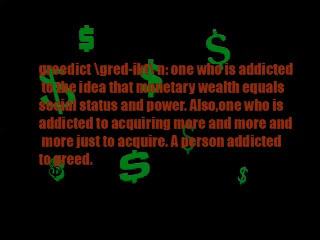 greedict \gred-ikt\ n: one who is addicted
to the idea that monetary wealth equals
social status and power. Also,one who is
addicted to acquiring more and more and
more just to acquire. A person addicted
to greed.